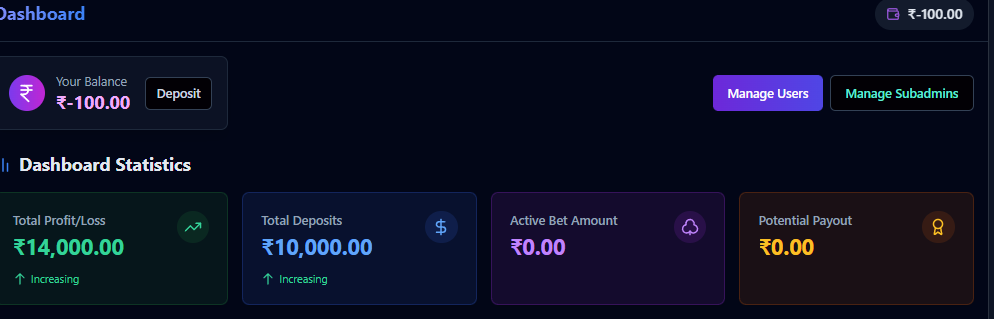 Dashboard
₹-100.00
Your Balance
₹-100.00
Deposit
Manage Users
Manage Subadmins
Dashboard Statistics
Total Profit/Loss
₹14,000.00
Increasing
Total Deposits
₹10,000.00
Increasing
Active Bet Amount
₹0.00
Potential Payout
₹0.00